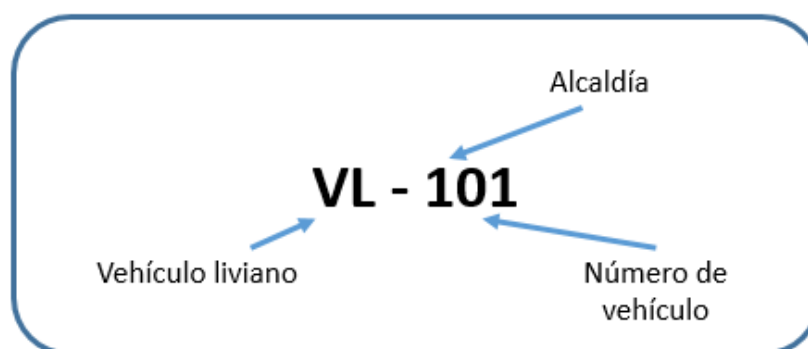 Alcaldía
VL - 101
Vehículo liviano
Número de
vehículo